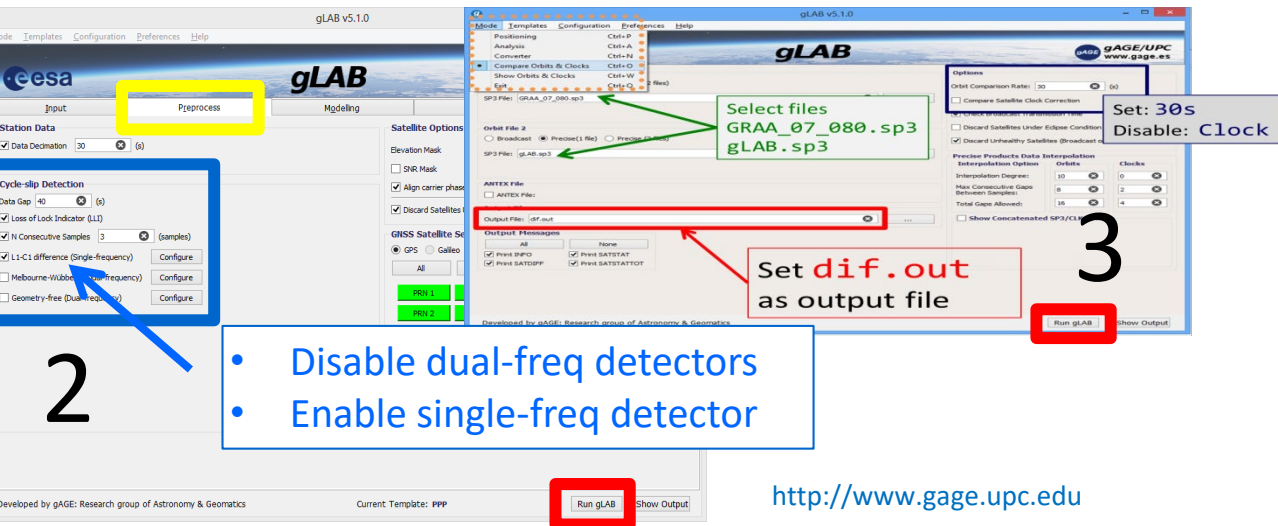 gLAB v5.1.0
ode Templates Configuration Preferences Help
eesa
gLAB
Input
Preprocess
Modelling
Station Data
Data Decimation 30 (s)
Cycle-slip Detection
Data Gap 40 (s)
Loss of Lock Indicator (LLI)
N Consecutive Samples 3 (samples)
L1-C1 difference (Single-frequency) Configure
Melbourne-Wübbe frequency) Configure
Geometry-free (Dual-frequency) Configure
Satellite Options
Elevation Mask
SNR Mask
Align carrier phase
Discard Satellites
GNSS Satellite Se
GPS Galileo
All
PRN 1
PRN 2
2
• Disable dual-freq detectors
• Enable single-freq detector
Developed by gAGE: Research group of Astronomy & Geomatics
Current Template: PPP
Run gLAB
Show Output
gLAB v5.1.0
Mode Templates Configuration Preferences Help
Positioning Ctrl+P
Analysis Ctrl+A
Converter Ctrl+N
Compare Orbits & Clocks Ctrl+O
Show Orbits & Clocks Ctrl+W
Exit Ctrl+Q
gLAB
gAGE
gAGE/UPC
www.gage.es
files)
SP3 File: GRAA_07_080.sp3
Orbit File 2
Broadcast Precise(1 file) Precise (2 files)
SP3 File: gLAB.sp3
Select files
GRAA_07_080.sp3
gLAB.sp3
ANTEX File
ANTEX File:
Output File: dif.out
...
Output Messages
All
None
Print INFO
Print SATSTAT
Print SATDIFF
Print SATSTATTOT
Set dif.out
as output file
Options
Orbit Comparison Rate: 30 (s)
Compare Satellite Clock Correction
Check Broadcast Transmission Time
Discard Satellites Under Eclipse Condition
Discard Unhealthy Satellites (Broadcast o
Set: 30s
Disable: Clock
Precise Products Data Interpolation
Interpolation Option Orbits Clocks
Interpolation Degree: 10 0
Max Consecutive Gaps
Between Samples: 8 2
Total Gaps Allowed: 16 4
Show Concatenated SP3/CL
3
Developed by gAGE: Research group of Astronomy & Geomatics
Run gLAB
Show Output
http://www.gage.upc.edu